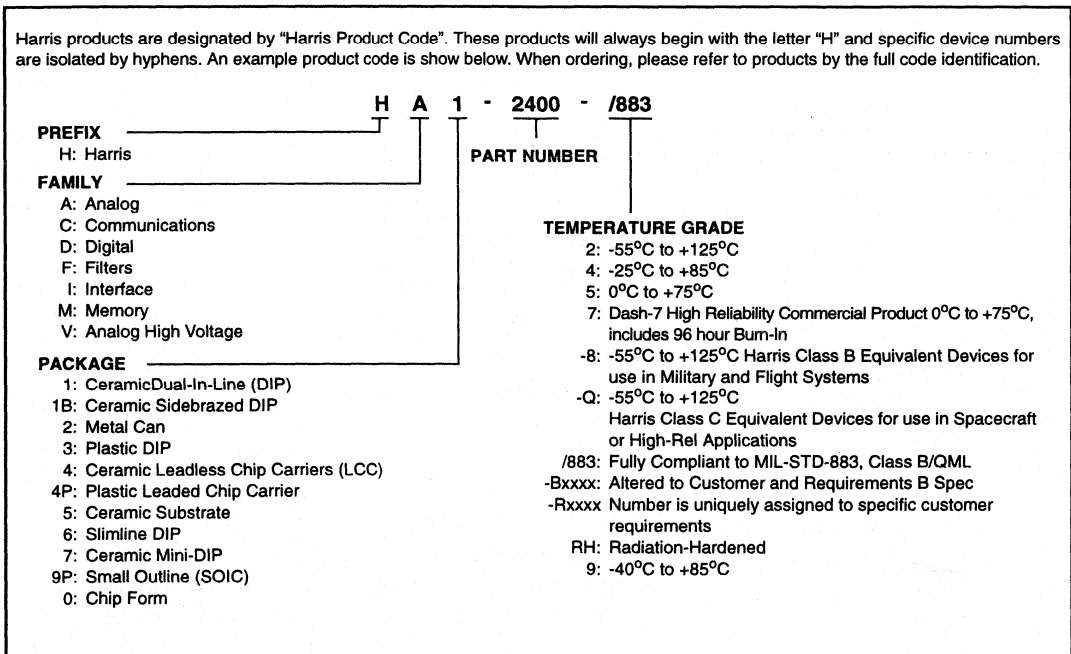 Harris products are designated by “Harris Product Code”. These products will always begin with the letter “H” and specific device numbers
are isolated by hyphens. An example product code is show below. When ordering, please refer to products by the full code identification.
H A 1 - 2400 - /883
PREFIX
H: Harris
PART NUMBER
FAMILY
A: Analog
C: Communications
D: Digital
F: Filters
I: Interface
M: Memory
V: Analog High Voltage
PACKAGE
1: CeramicDual-In-Line (DIP)
1B: Ceramic Sidebrazed DIP
2: Metal Can
3: Plastic DIP
4: Ceramic Leadless Chip Carriers (LCC)
4P: Plastic Leaded Chip Carrier
5: Ceramic Substrate
6: Slimline DIP
7: Ceramic Mini-DIP
9P: Small Outline (SOIC)
0: Chip Form
TEMPERATURE GRADE
2: -55°C to +125°C
4: -25°C to +85°C
5: 0°C to +75°C
7: Dash-7 High Reliability Commercial Product 0°C to +75°C,
includes 96 hour Burn-In
-8: -55°C to +125°C Harris Class B Equivalent Devices for
use in Military and Flight Systems
-Q: -55°C to +125°C
Harris Class C Equivalent Devices for use in Spacecraft
or High-Rel Applications
/883: Fully Compliant to MIL-STD-883, Class B/QML
-Bxxxx: Altered to Customer and Requirements B Spec
-Rxxxx Number is uniquely assigned to specific customer
requirements
RH: Radiation-Hardened
9: -40°C to +85°C